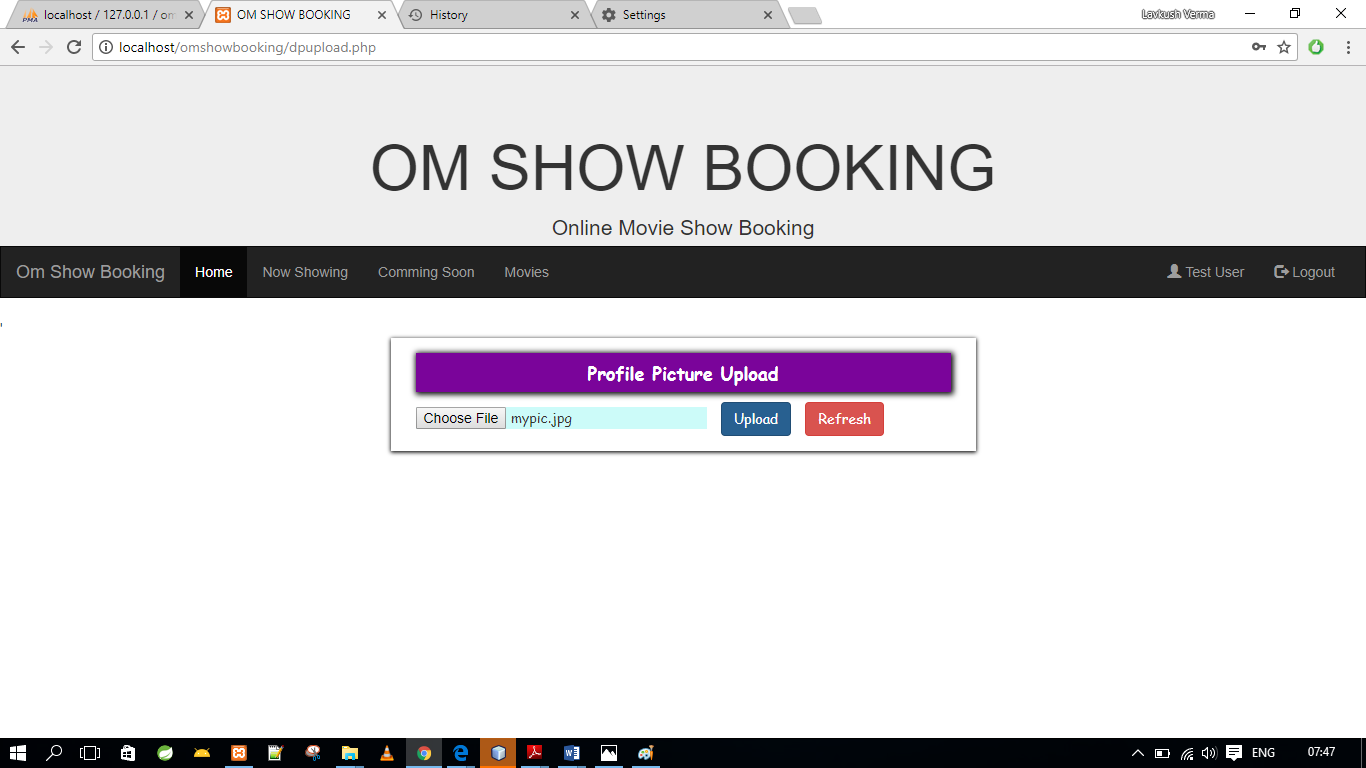 localhost / 127.0.0.1 / om
OM SHOW BOOKING
History
Settings
Lavkush Verma
localhost/omshowbooking/dpupload.php
OM SHOW BOOKING
Online Movie Show Booking
Om Show Booking Home Now Showing Comming Soon Movies Test User Logout
'
Profile Picture Upload
Choose File mypic.jpg Upload Refresh
ENG 07:47